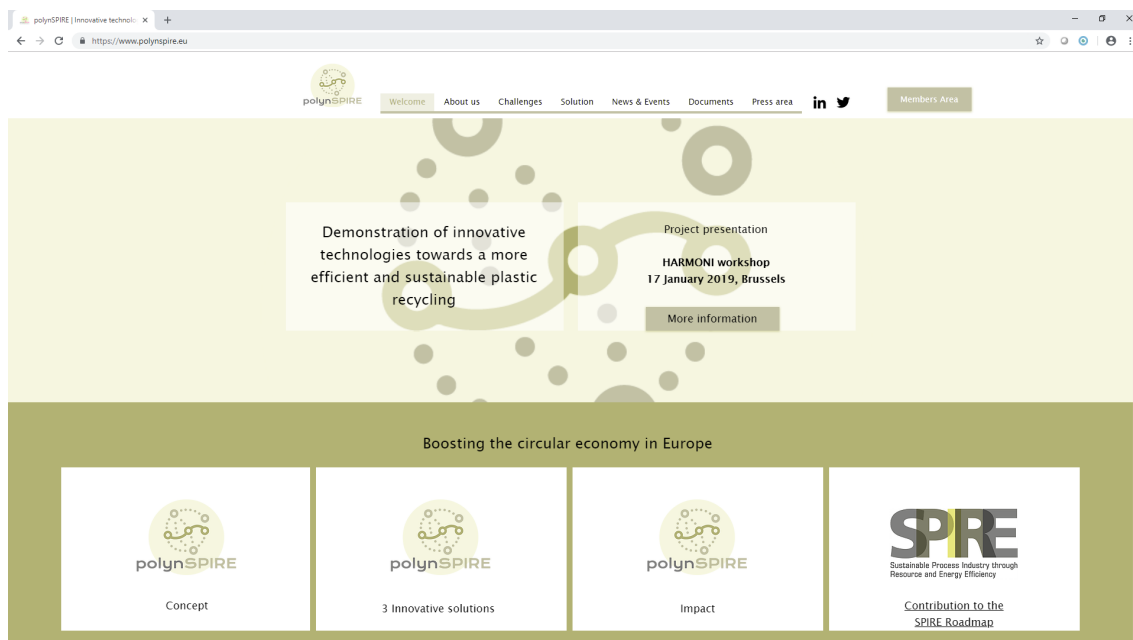 polynSPIRE | Innovative technolo
https://www.polynspire.eu
polynSPIRE
Welcome About us Challenges Solution News & Events Documents Press area in Members Area
Demonstration of innovative
technologies towards a more
efficient and sustainable plastic
recycling
Project presentation
HARMONI workshop
17 January 2019, Brussels
More information
Boosting the circular economy in Europe
polynSPIRE
Concept
polynSPIRE
3 Innovative solutions
polynSPIRE
Impact
SPIRE
Sustainable Process Industry through
Resource and Energy Efficiency
Contribution to the
SPIRE Roadmap